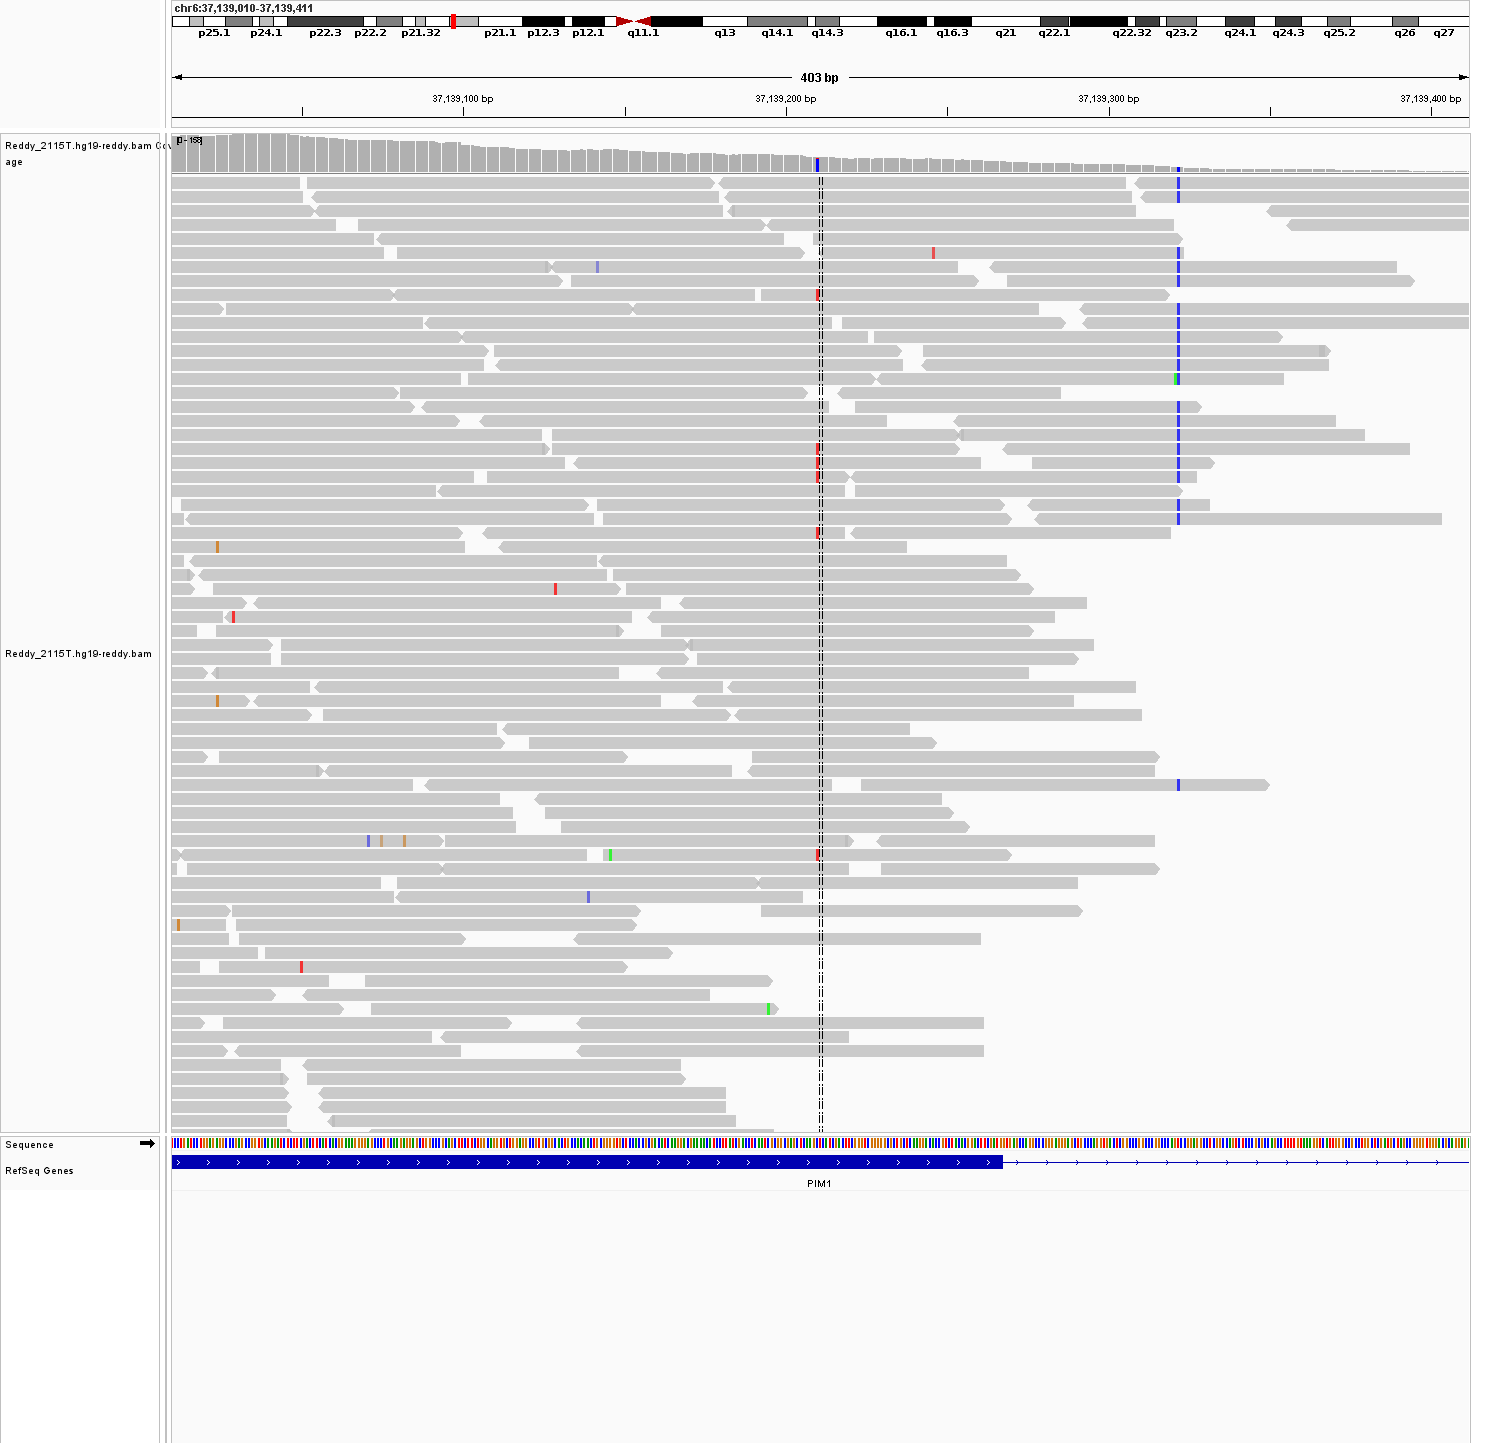 chr6:37,139,010-37,139,411
p25.1 p24.1 p22.3 p22.2 p21.32 p21.1 p12.3 p12.1 q11.1 q13 q14.1 q14.3 q16.1 q16.3 q21 q22.1 q22.32 q23.2 q24.1 q24.3 q25.2 q26 q27
403 bp
37,139,100 bp 37,139,200 bp 37,139,300 bp 37,139,400 bp
Reddy_2115T.hg19-reddy.bam
age
Reddy_2115T.hg19-reddy.bam
Sequence
RefSeq Genes
PIM1